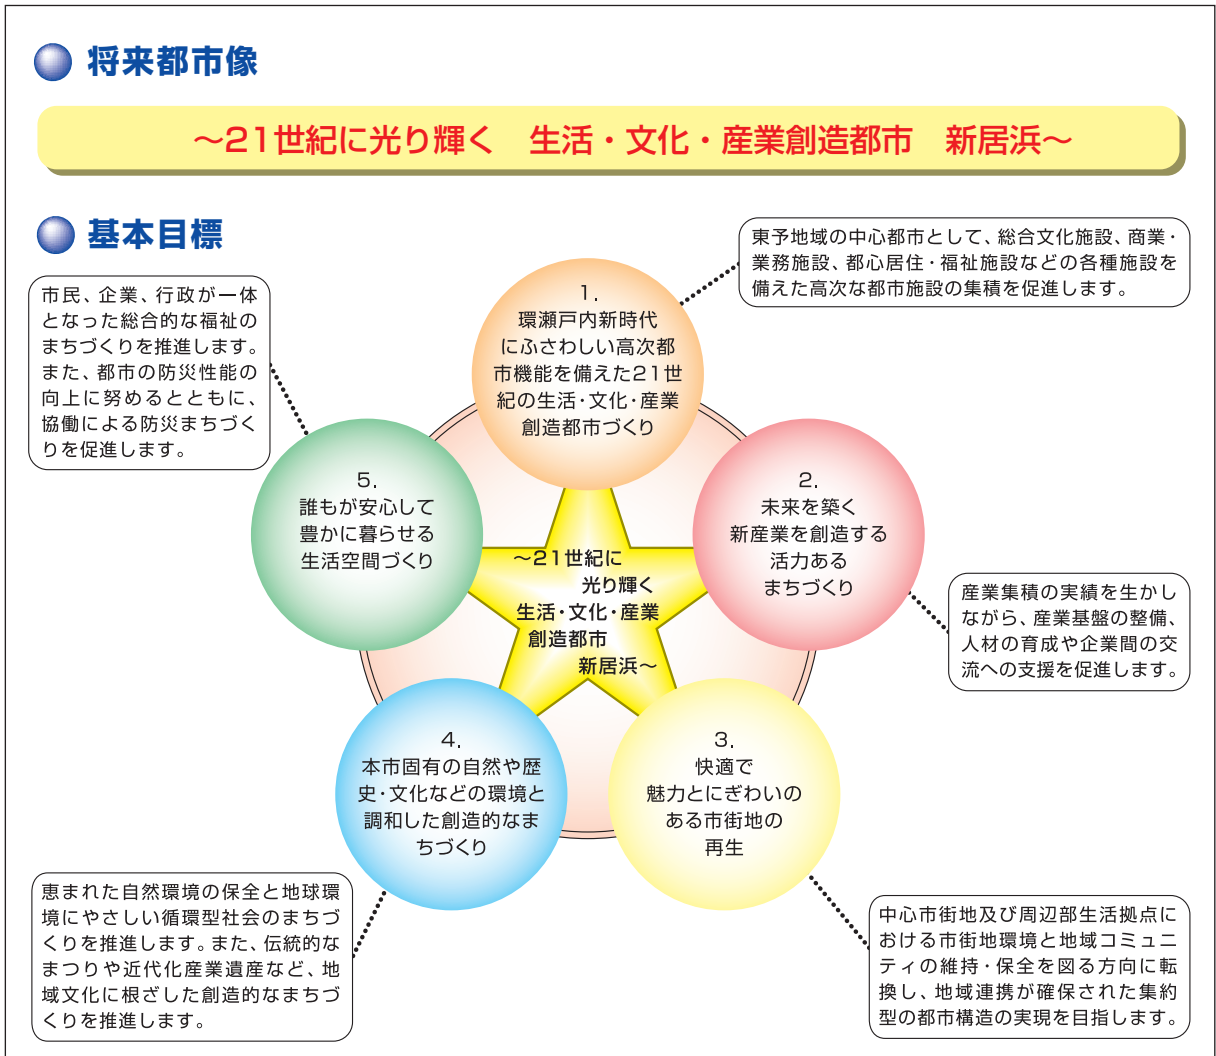 将来都市像
～21世紀に光り輝く　生活・文化・産業創造都市　新居浜～
基本目標
東予地域の中心都市として、総合文化施設、商業・
業務施設、都心居住・福祉施設などの各種施設を
備えた高次な都市施設の集積を促進します。
市民、企業、行政が一体
となった総合的な福祉の
まちづくりを推進します。
また、都市の防災性能の
向上に努めるとともに、
協働による防災まちづく
りを促進します。
1.
環瀬戸内新時代
にふさわしい高次都
市機能を備えた21世
紀の生活・文化・産業
創造都市づくり
2.
未来を築く
新産業を創造する
活力ある
まちづくり
5.
誰もが安心して
豊かに暮らせる
生活空間づくり
～21世紀に
光り輝く
生活・文化・産業
創造都市
新居浜～
産業集積の実績を生かし
ながら、産業基盤の整備、
人材の育成や企業間の交
流への支援を促進します。
4.
本市固有の自然や歴
史・文化などの環境と
調和した創造的なま
ちづくり
3.
快適で
魅力とにぎわいの
ある市街地の
再生
恵まれた自然環境の保全と地球環
境にやさしい循環型社会のまちづ
くりを推進します。また、伝統的な
まつりや近代化産業遺産など、地
域文化に根ざした創造的なまちづ
くりを推進します。
中心市街地及び周辺部生活拠点に
おける市街地環境と地域コミュニ
ティの維持・保全を図る方向に転
換し、地域連携が確保された集約
型の都市構造の実現を目指します。